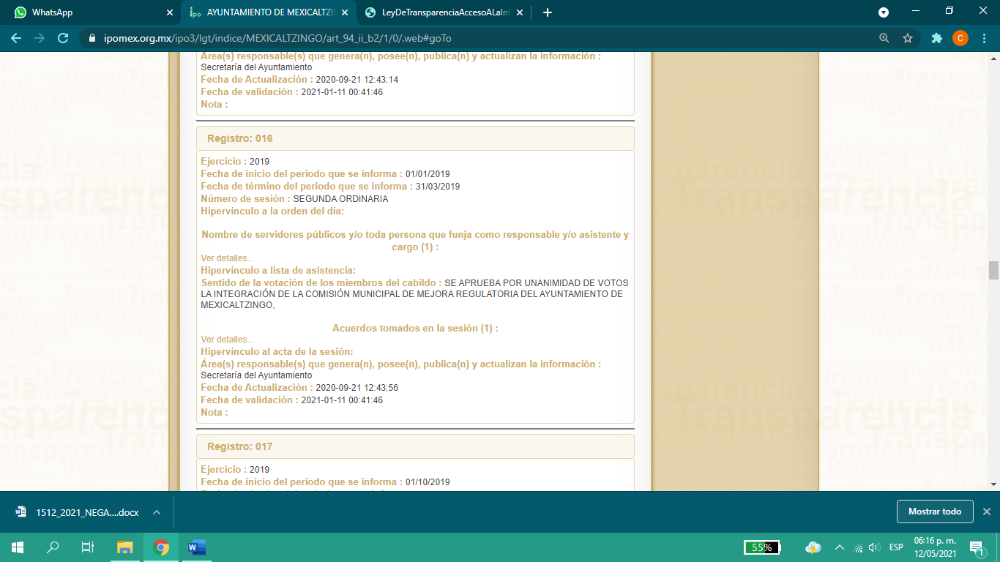 WhatsApp
AYUNTAMIENTO DE MEXICALTZI
LeyDeTransparenciaAccesoALaInf
ipomex.org.mx/ipo3/lgt/indice/MEXICALTZINGO/art_94_ii_b2/1/0/.web#goTo
Área(s) responsable(s) que genera(n), posee(n), publica(n) y actualizan la información :
Secretaría del Ayuntamiento
Fecha de Actualización : 2020-09-21 12:43:14
Fecha de validación : 2021-01-11 00:41:46
Nota :
Registro: 016
Ejercicio : 2019
Fecha de inicio del periodo que se informa : 01/01/2019
Fecha de término del periodo que se informa : 31/03/2019
Número de sesión : SEGUNDA ORDINARIA
Hipervínculo a la orden del día:
Nombre de servidores públicos y/o toda persona que funja como responsable y/o asistente y
cargo (1) :
Ver detalles...
Hipervínculo a lista de asistencia:
Sentido de la votación de los miembros del cabildo : SE APRUEBA POR UNANIMIDAD DE VOTOS
LA INTEGRACIÓN DE LA COMISIÓN MUNICIPAL DE MEJORA REGULATORIA DEL AYUNTAMIENTO DE
MEXICALTZINGO,
Acuerdos tomados en la sesión (1) :
Ver detalles...
Hipervínculo al acta de la sesión:
Área(s) responsable(s) que genera(n), posee(n), publica(n) y actualizan la información :
Secretaría del Ayuntamiento
Fecha de Actualización : 2020-09-21 12:43:56
Fecha de validación : 2021-01-11 00:41:46
Nota :
Registro: 017
Ejercicio : 2019
Fecha de inicio del periodo que se informa : 01/10/2019
1512_2021_NEGA....docx
Mostrar todo
55%
ESP
06:16 p. m.
12/05/2021
1